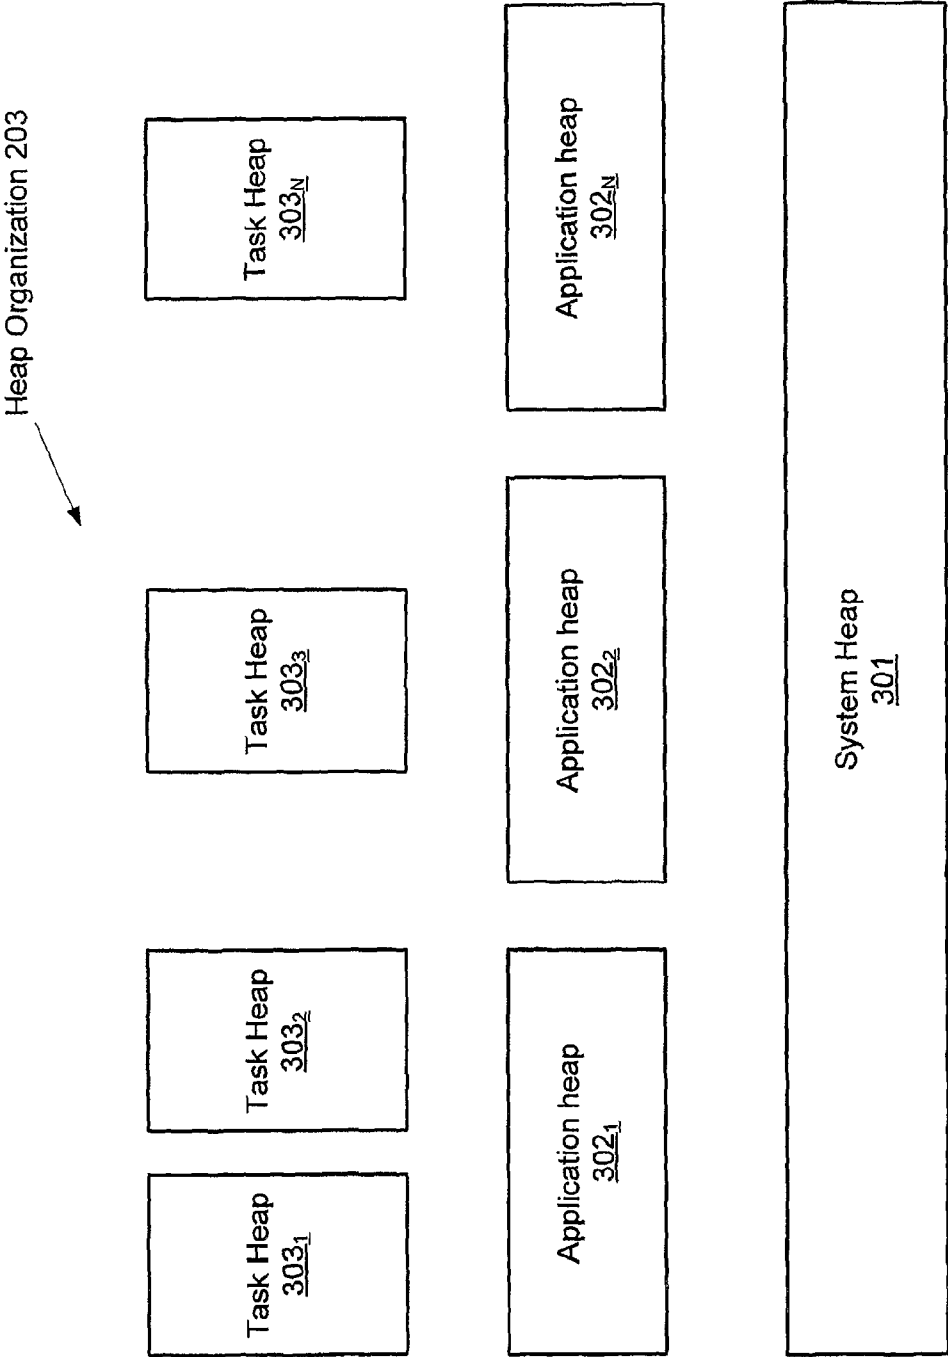 Heap Organization 203
Task Heap
303₁
Task Heap
303₂
Task Heap
303₃
Task Heap
303N
Application heap
302₁
Application heap
302₂
Application heap
302N
System Heap
301